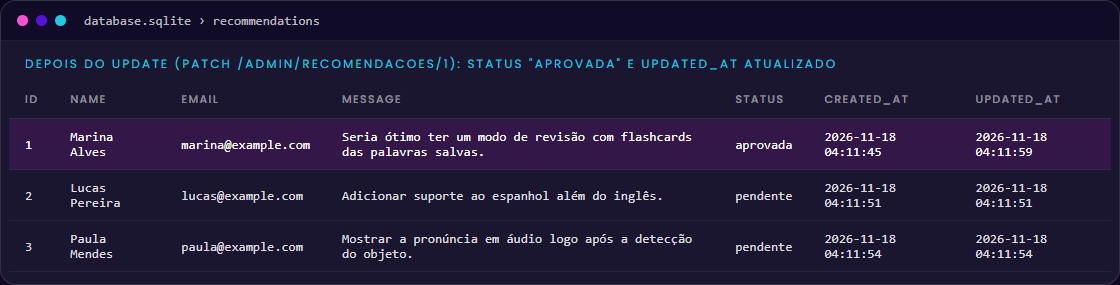 database.sqlite › recommendations
DEPOIS DO UPDATE (PATCH /ADMIN/RECOMENDACOES/1): STATUS "APROVADA" E UPDATED_AT ATUALIZADO
ID NAME EMAIL MESSAGE STATUS CREATED_AT UPDATED_AT
1 Marina Alves marina@example.com Seria ótimo ter um modo de revisão com flashcards das palavras salvas. aprovada 2026-11-18 04:11:45 2026-11-18 04:11:59
2 Lucas Pereira lucas@example.com Adicionar suporte ao espanhol além do inglês. pendente 2026-11-18 04:11:51 2026-11-18 04:11:51
3 Paula Mendes paula@example.com Mostrar a pronúncia em áudio logo após a detecção do objeto. pendente 2026-11-18 04:11:54 2026-11-18 04:11:54